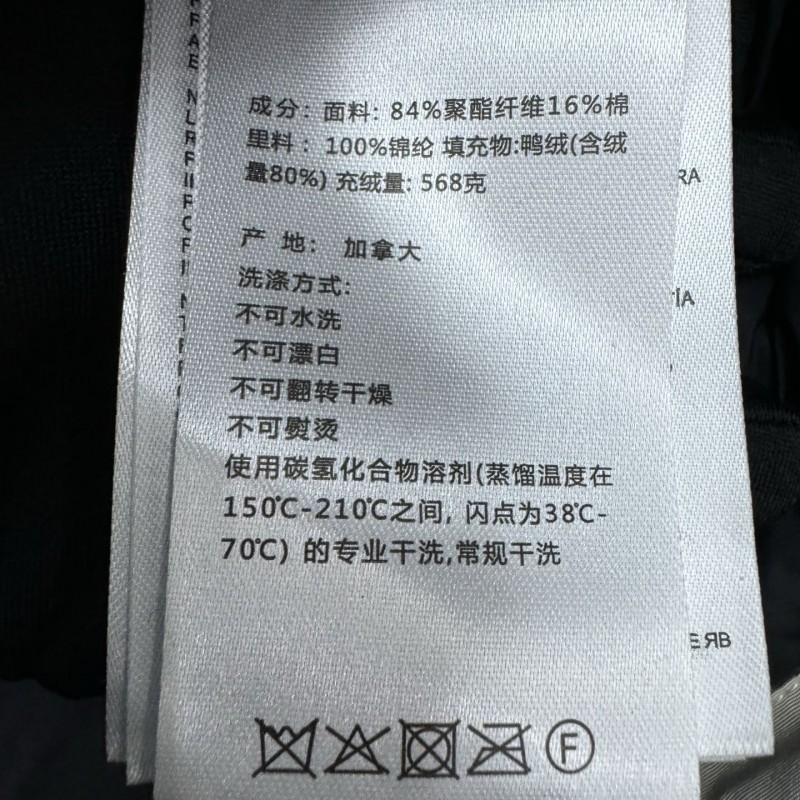 成分：面料：84%聚酯纤维16%棉
里料：100%锦纶 填充物:鸭绒(含绒
量80%) 充绒量: 568克
产 地： 加拿大
洗涤方式：
不可水洗
不可漂白
不可翻转干燥
不可熨烫
使用碳氢化合物溶剂(蒸馏温度在
150℃-210℃之间, 闪点为38℃-
70℃) 的专业干洗,常规干洗
F
RA
ÍA